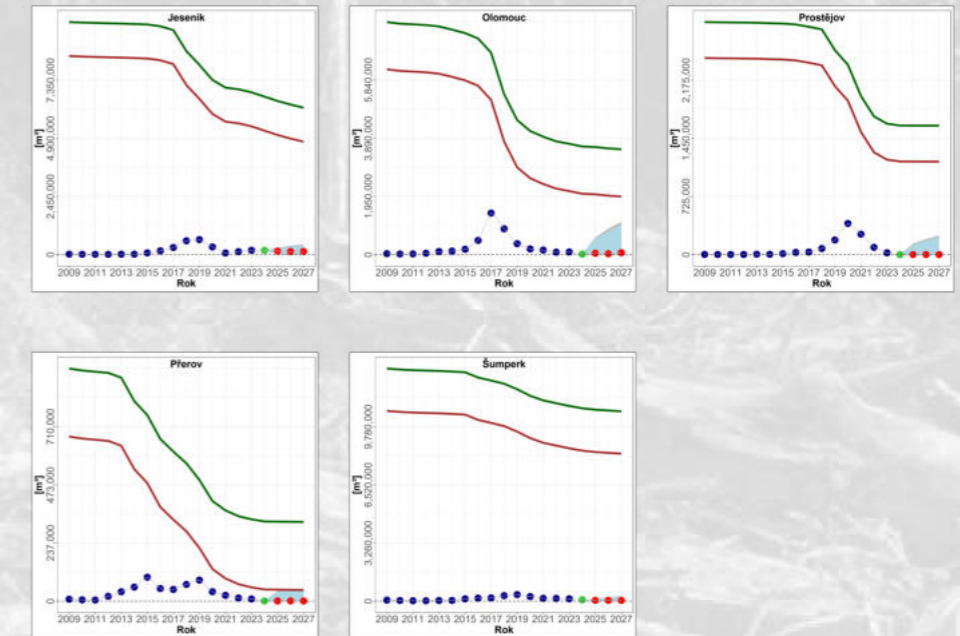 Jeseník
[m³]
7,350,000
4,900,000
2,450,000
0
2009 2011 2013 2015 2017 2019 2021 2023 2025 2027
Rok
Olomouc
[m³]
5,840,000
3,890,000
1,950,000
0
2009 2011 2013 2015 2017 2019 2021 2023 2025 2027
Rok
Prostějov
[m³]
2,175,000
1,450,000
725,000
0
2009 2011 2013 2015 2017 2019 2021 2023 2025 2027
Rok
Přerov
[m³]
710,000
473,000
237,000
0
2009 2011 2013 2015 2017 2019 2021 2023 2025 2027
Rok
Šumperk
[m³]
9,780,000
6,520,000
3,260,000
0
2009 2011 2013 2015 2017 2019 2021 2023 2025 2027
Rok